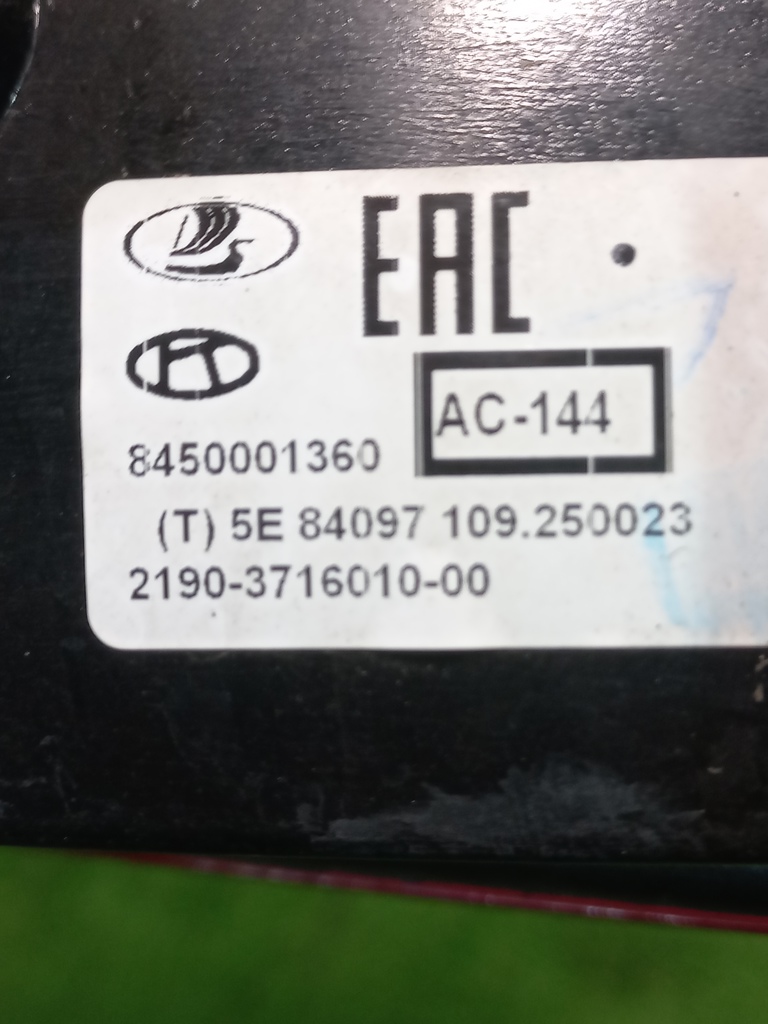 EAC
AC-144
8450001360
(T) 5E 84097 109.250023
2190-3716010-00